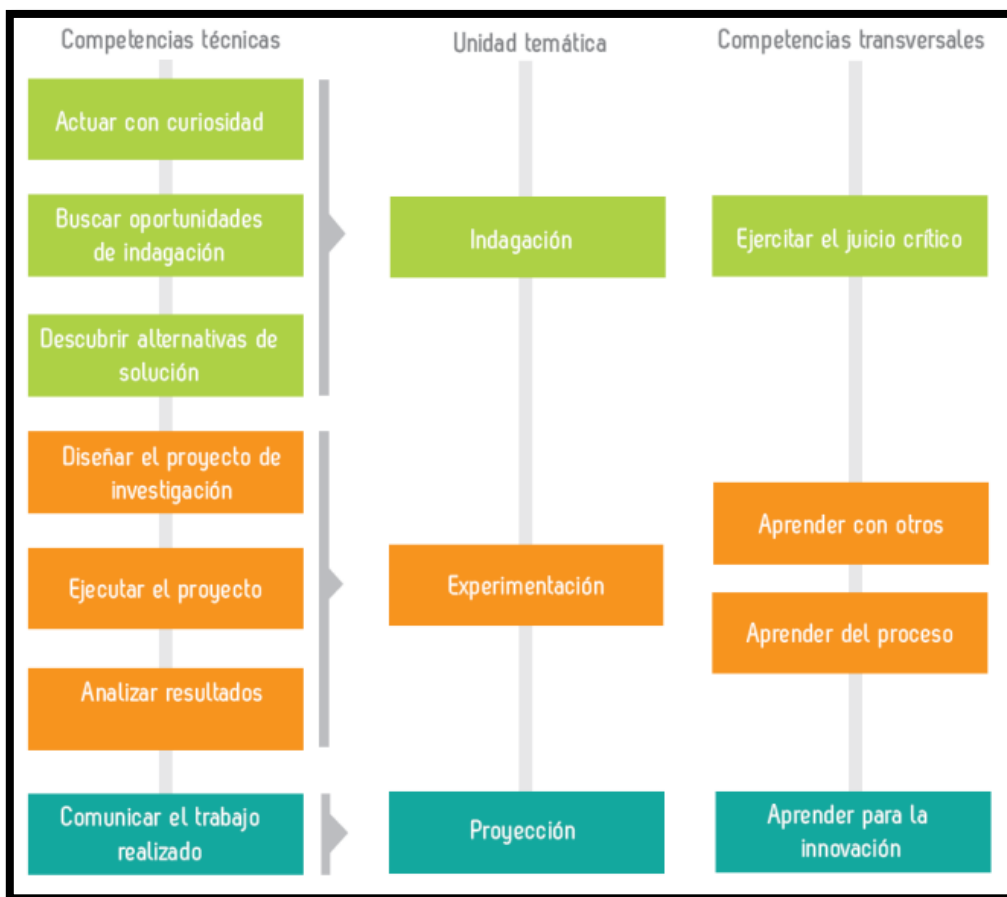 Competencias técnicas
Unidad temática
Competencias transversales
Actuar con curiosidad
Buscar oportunidades
de indagación
Indagación
Ejercitar el juicio crítico
Descubrir alternativas de
solución
Diseñar el proyecto de
investigación
Aprender con otros
Ejecutar el proyecto
Experimentación
Aprender del proceso
Analizar resultados
Comunicar el trabajo
realizado
Proyección
Aprender para la
innovación